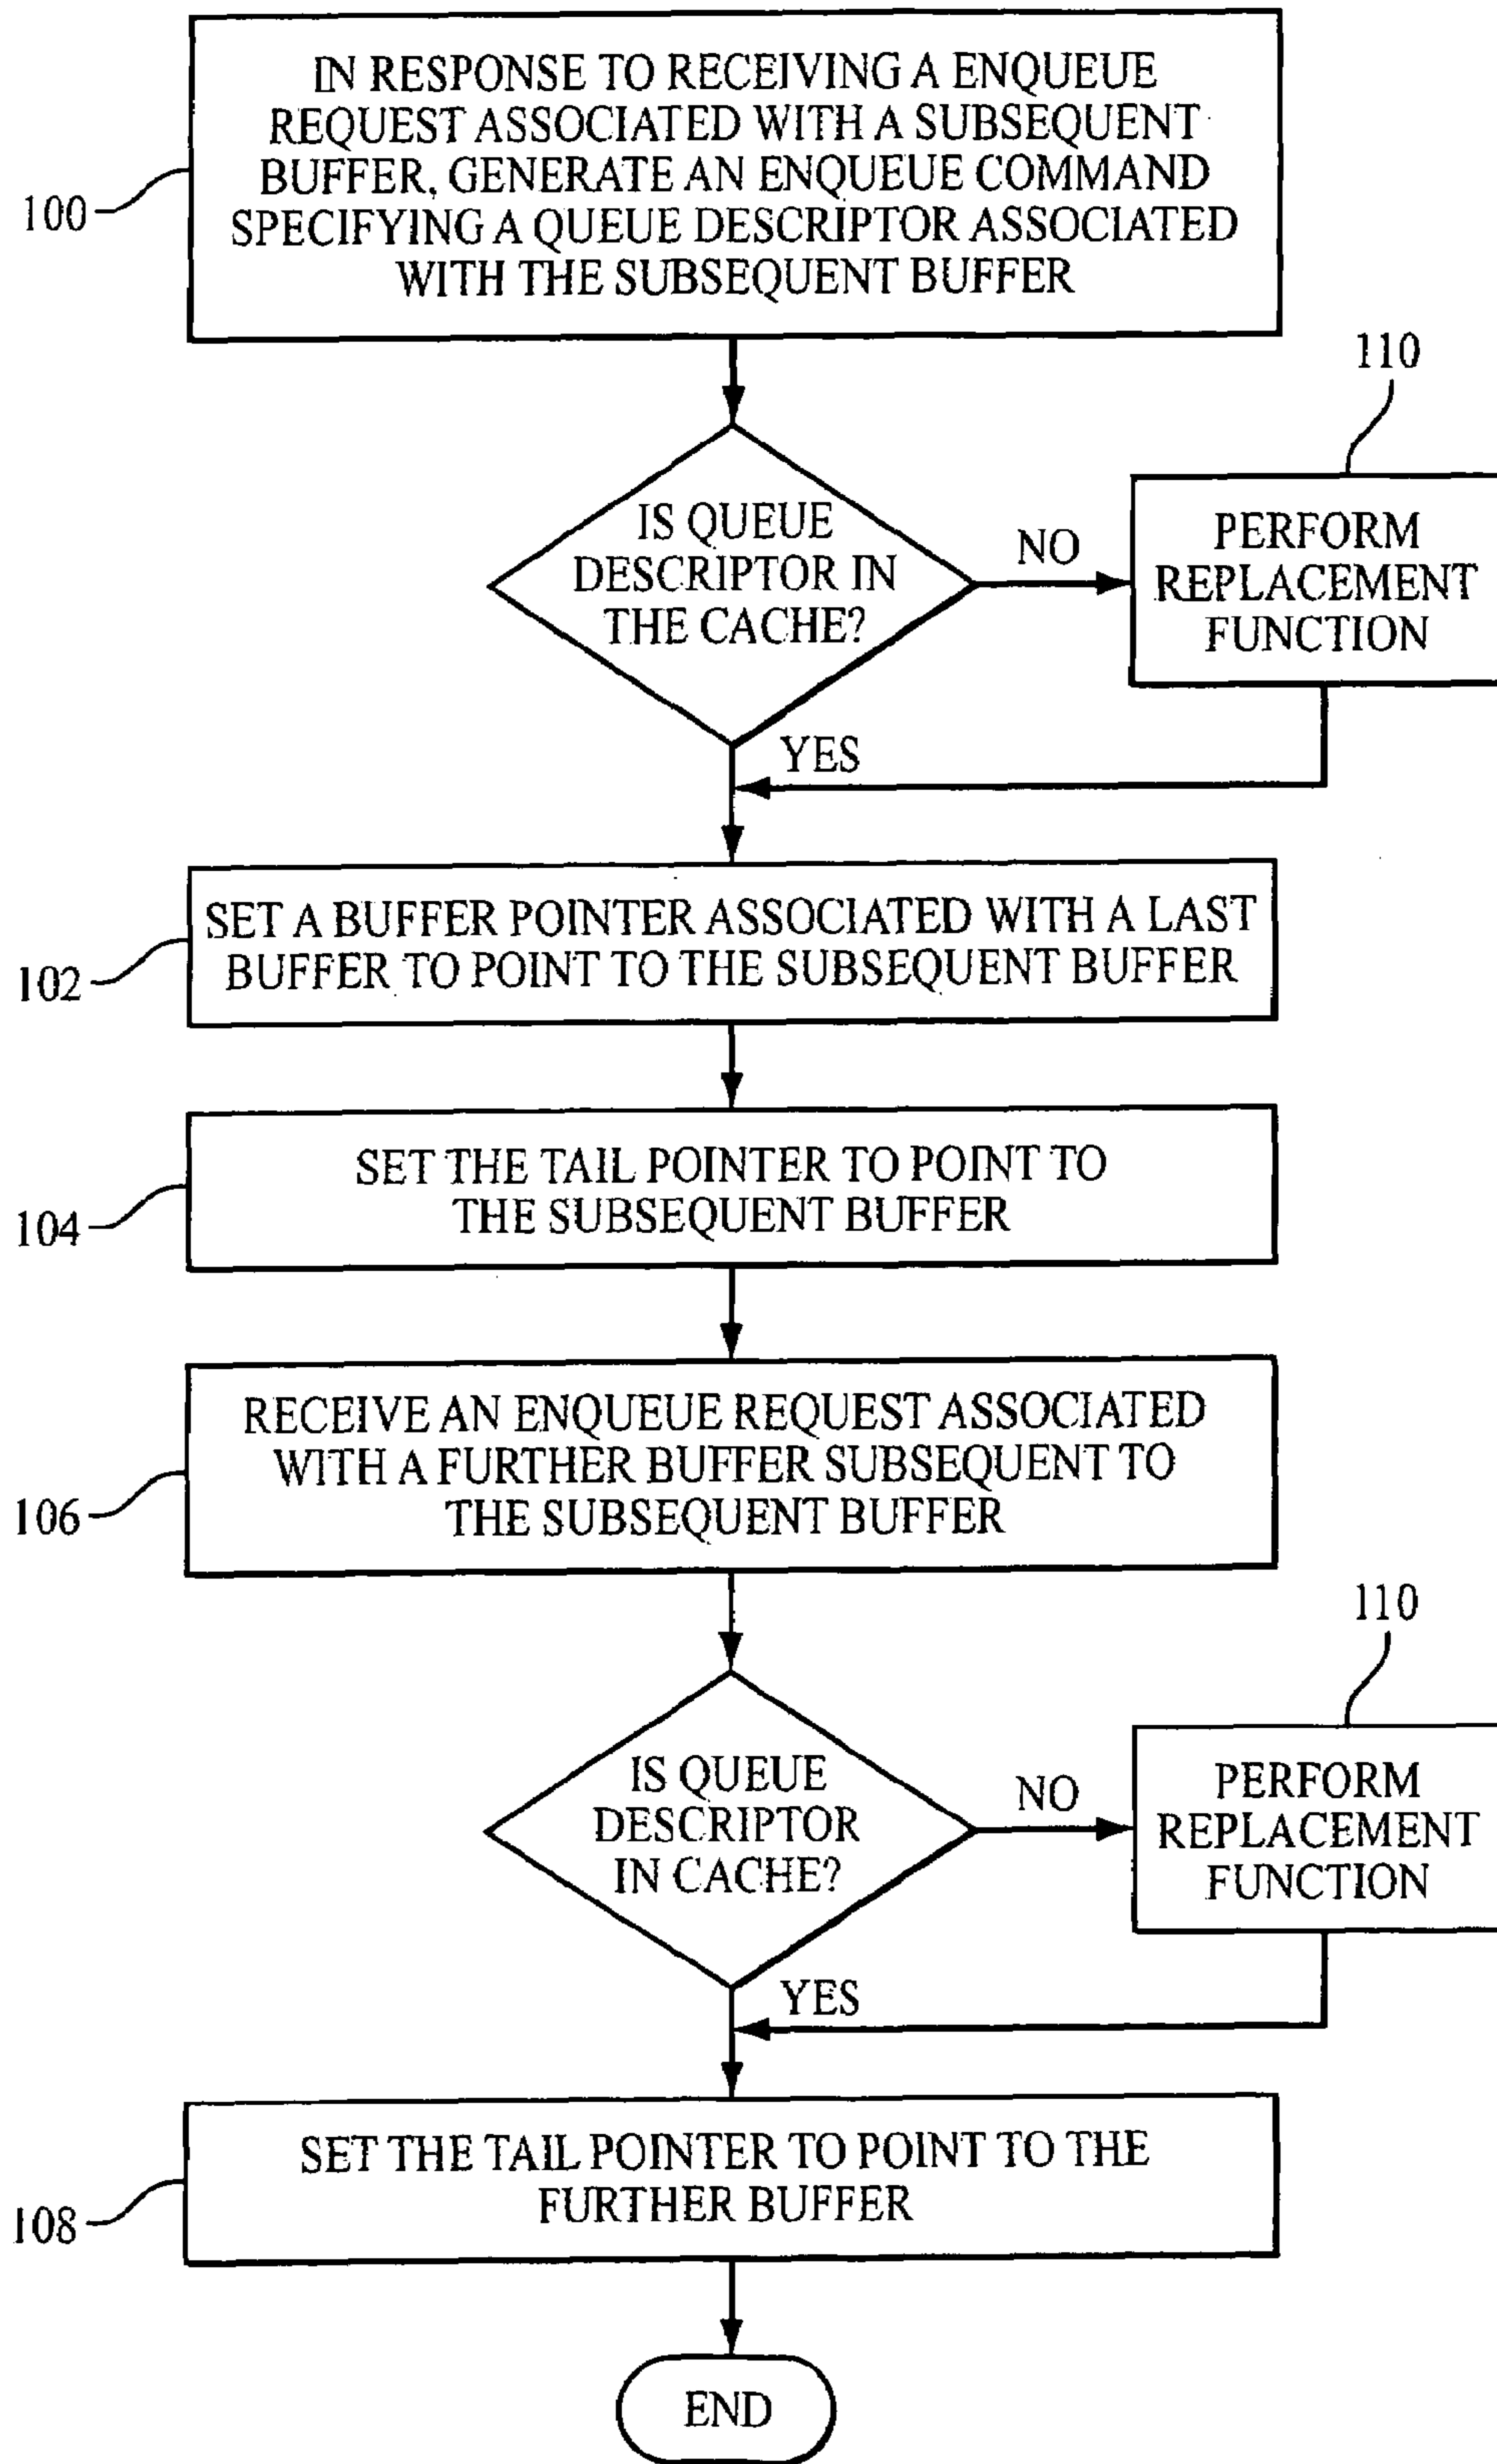 IN RESPONSE TO RECEIVING A ENQUEUE
REQUEST ASSOCIATED WITH A SUBSEQUENT
BUFFER, GENERATE AN ENQUEUE COMMAND
SPECIFYING A QUEUE DESCRIPTOR ASSOCIATED
WITH THE SUBSEQUENT BUFFER
100
110
IS QUEUE
DESCRIPTOR IN
THE CACHE?
NO
PERFORM
REPLACEMENT
FUNCTION
YES
SET A BUFFER POINTER ASSOCIATED WITH A LAST
BUFFER TO POINT TO THE SUBSEQUENT BUFFER
102
SET THE TAIL POINTER TO POINT TO
THE SUBSEQUENT BUFFER
104
RECEIVE AN ENQUEUE REQUEST ASSOCIATED
WITH A FURTHER BUFFER SUBSEQUENT TO
THE SUBSEQUENT BUFFER
106
110
IS QUEUE
DESCRIPTOR
IN CACHE?
NO
PERFORM
REPLACEMENT
FUNCTION
YES
SET THE TAIL POINTER TO POINT TO THE
FURTHER BUFFER
108
END